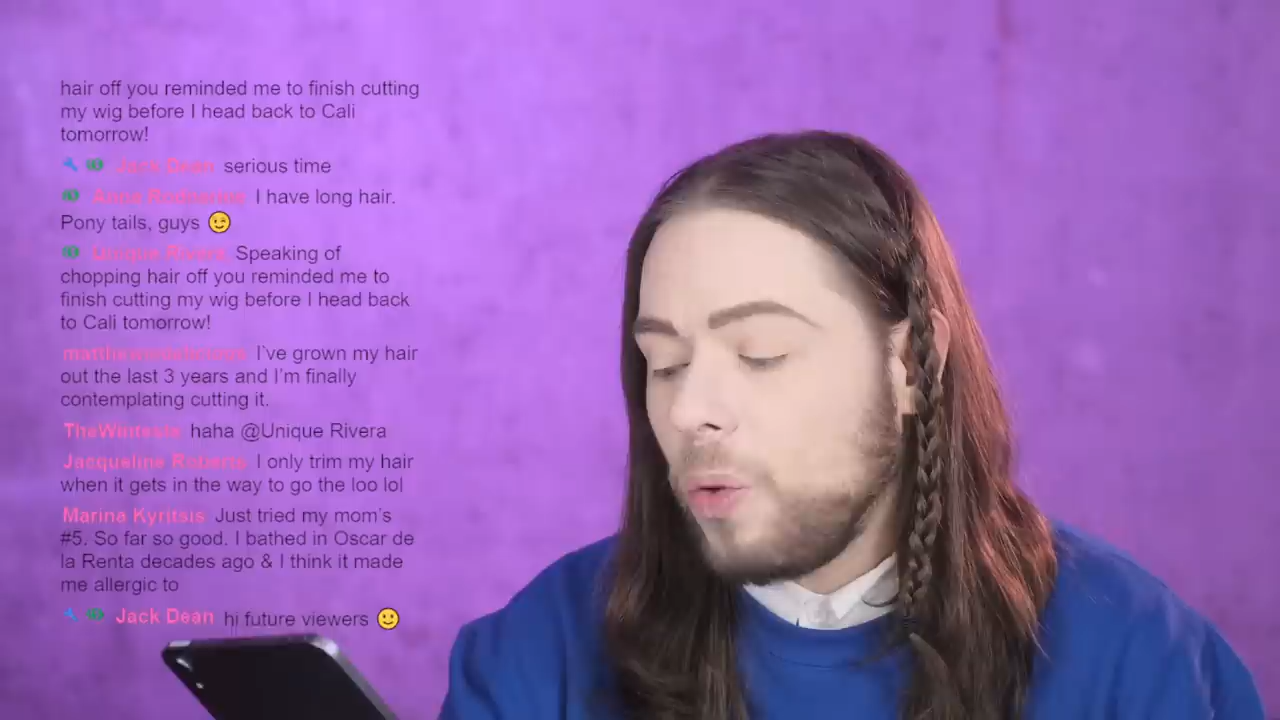 hair off you reminded me to finish cutting
my wig before I head back to Cali
tomorrow!
Jack Dean serious time
I have long hair.
Pony tails, guys 😉
Unique Rivera Speaking of
chopping hair off you reminded me to
finish cutting my wig before I head back
to Cali tomorrow!
I've grown my hair
out the last 3 years and I'm finally
contemplating cutting it.
haha @Unique Rivera
Jacqueline Roberts I only trim my hair
when it gets in the way to go the loo lol
Marina Kyritsis Just tried my mom's
#5. So far so good. I bathed in Oscar de
la Renta decades ago & I think it made
me allergic to
Jack Dean hi future viewers 🙂